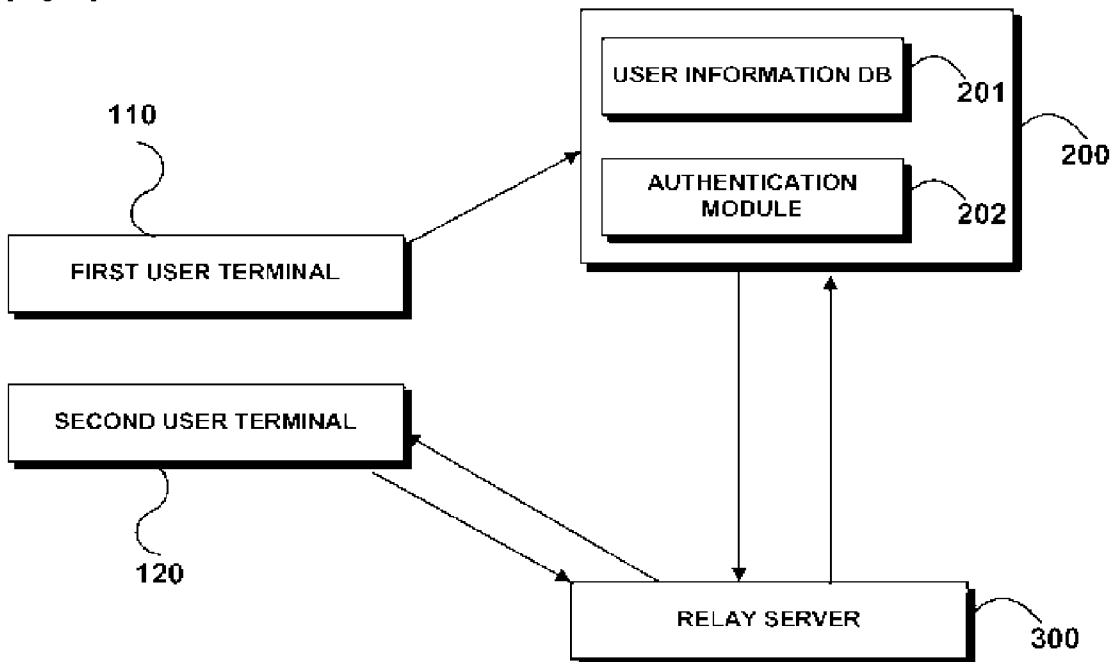 USER INFORMATION DB
201
110
200
AUTHENTICATION
MODULE
202
FIRST USER TERMINAL
SECOND USER TERMINAL
120
RELAY SERVER
300